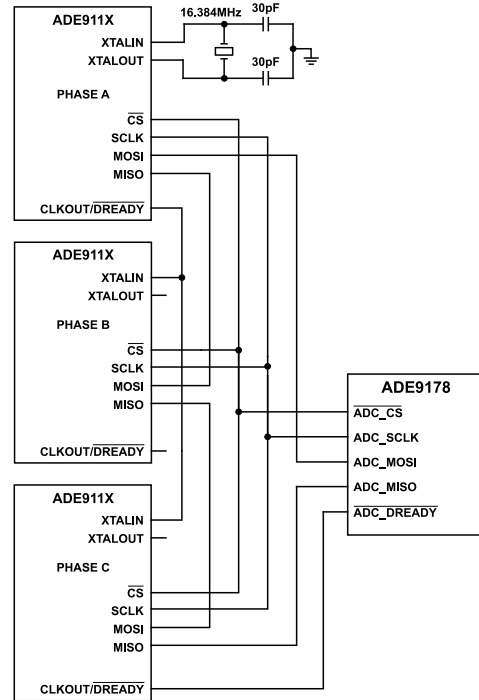 ADE911X
16.384MHz
30pF
XTALIN
XTALOUT
30pF
PHASE A
CS
SCLK
MOSI
MISO
CLKOUT/DREADY
ADE911X
XTALIN
XTALOUT
PHASE B
CS
SCLK
MOSI
MISO
CLKOUT/DREADY
ADE9178
ADC_CS
ADC_SCLK
ADC_MOSI
ADC_MISO
ADC_DREADY
ADE911X
XTALIN
XTALOUT
PHASE C
CS
SCLK
MOSI
MISO
CLKOUT/DREADY